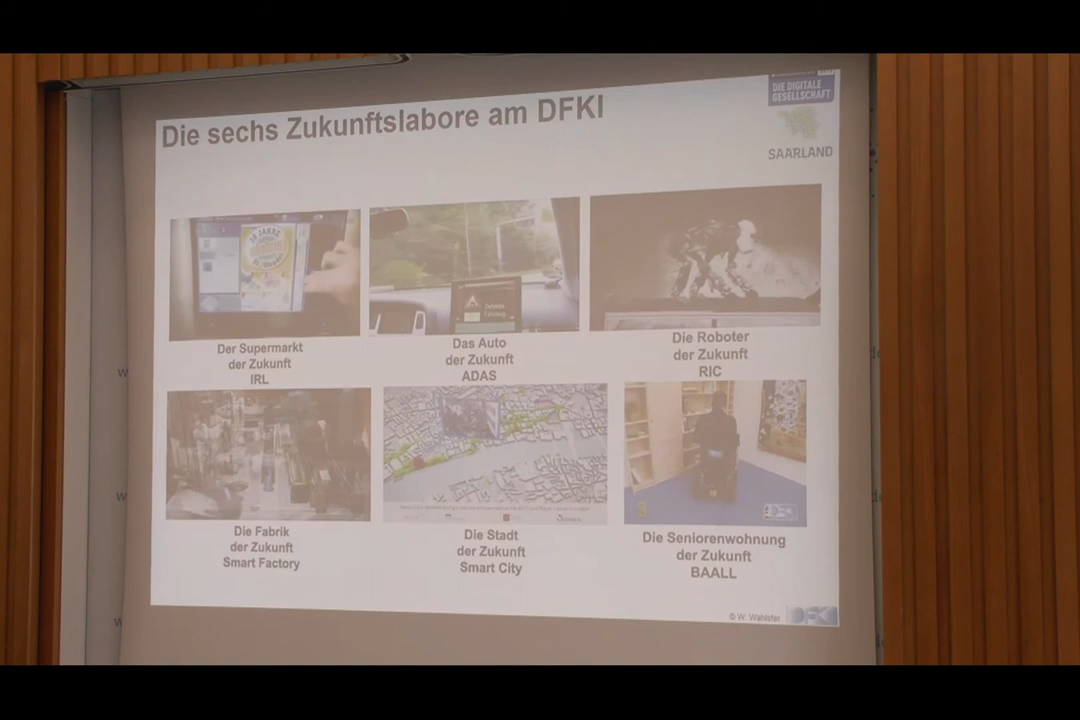 DIE DIGITALE
GESELLSCHAFT
Die sechs Zukunftslabore am DFKI
SAARLAND
Der Supermarkt
der Zukunft
IRL
Das Auto
der Zukunft
ADAS
Die Roboter
der Zukunft
RIC
Die Fabrik
der Zukunft
Smart Factory
Die Stadt
der Zukunft
Smart City
Die Seniorenwohnung
der Zukunft
BAALL
© W. Wahlster